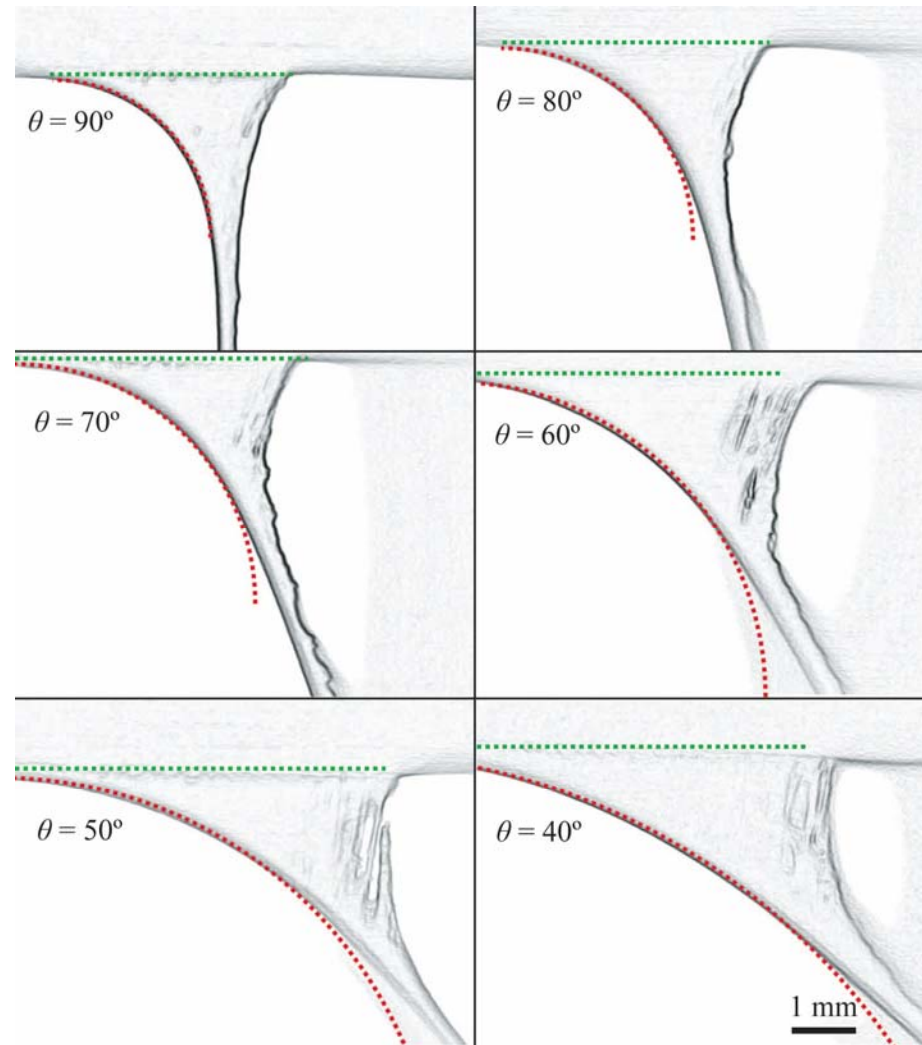 θ = 90º
θ = 80º
θ = 70º
θ = 60º
θ = 50º
θ = 40º
1 mm